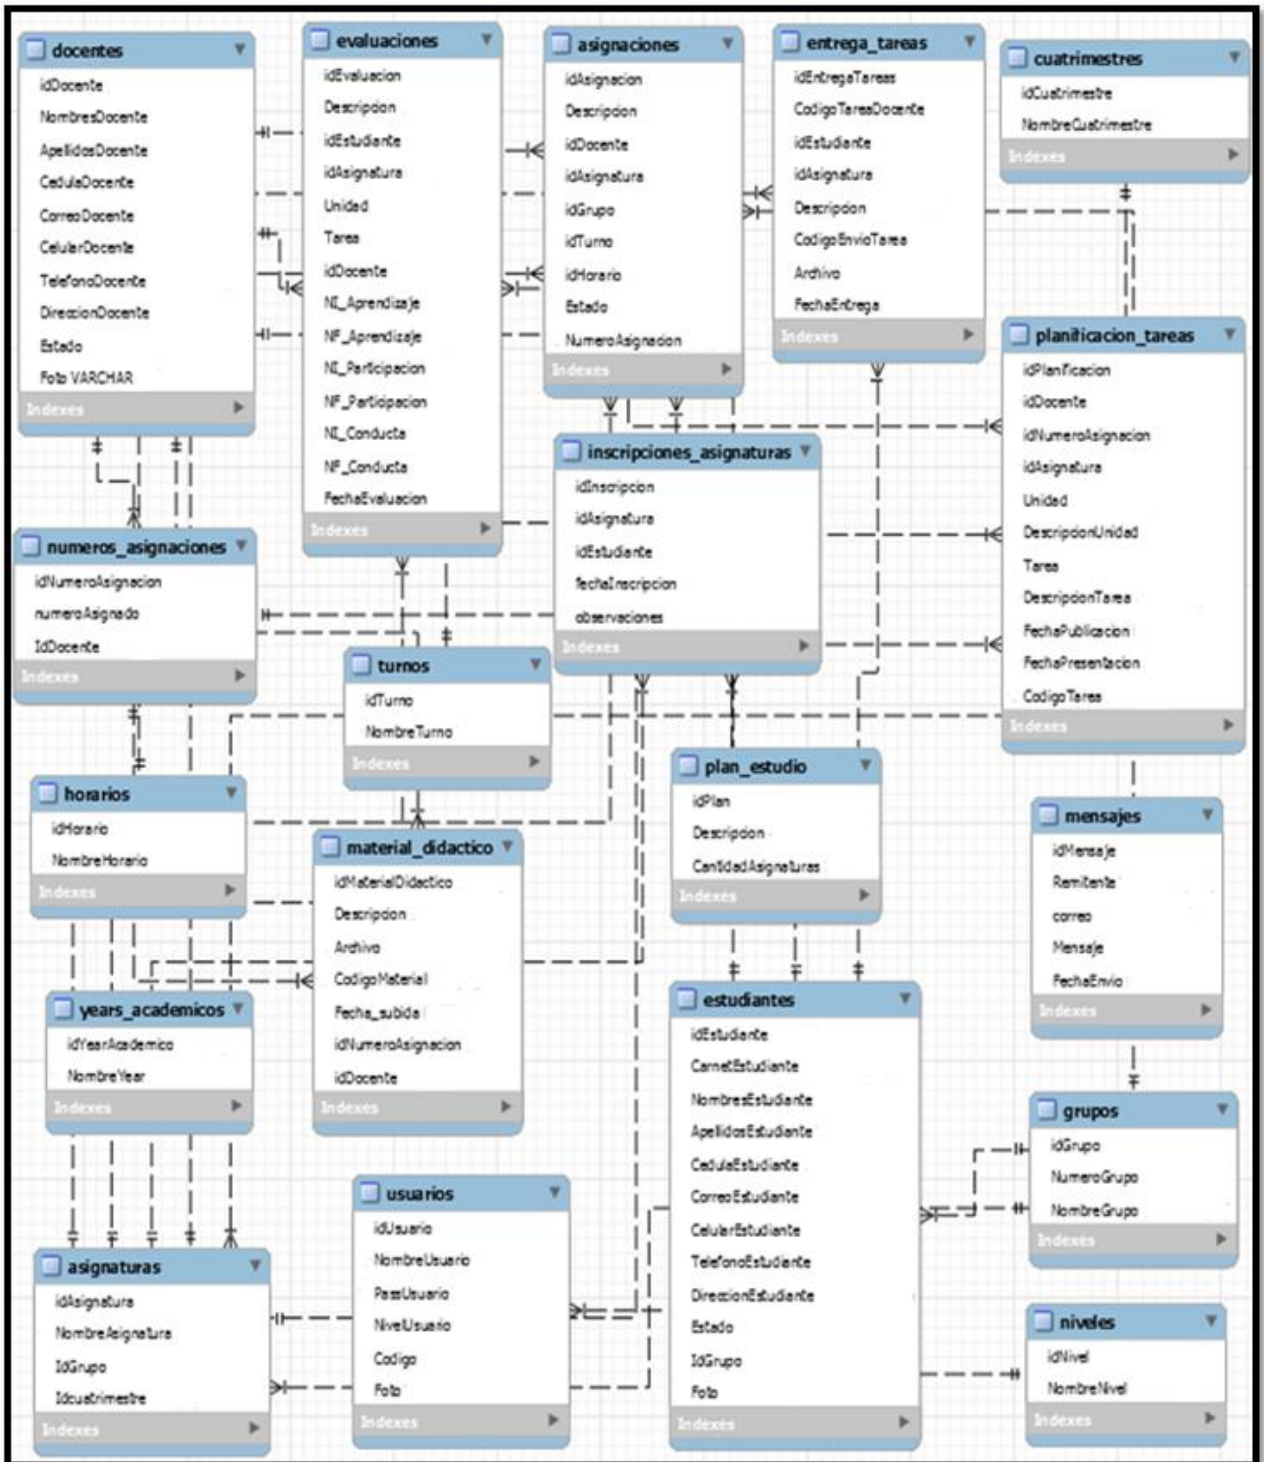 docentes
idDocente
NombresDocente
ApellidosDocente
CedulaDocente
CorreoDocente
CelularDocente
TelefonoDocente
DireccionDocente
Estado
Foto VARCHAR
Indexes
evaluaciones
idEvaluacion
Descripcion
idEstudiante
idAsignatura
Unidad
Tarea
idDocente
NI_Aprendizaje
NF_Aprendizaje
NI_Participacion
NF_Participacion
NI_Conducta
NF_Conducta
FechaEvaluacion
Indexes
asignaciones
idAsignacion
Descripcion
idDocente
idAsignatura
idGrupo
idTurno
idHorario
Estado
NumeroAsignacion
Indexes
entrega_tareas
idEntregaTareas
CodigoTareaDocente
idEstudiante
idAsignatura
Descripcion
CodigoEnvioTarea
Archivo
FechaEntrega
Indexes
cuatrimestres
idCuatrimestre
NombreCuatrimestre
Indexes
planificacion_tareas
idPlanificacion
idDocente
idNumeroAsignacion
idAsignatura
Unidad
DescripcionUnidad
Tarea
DescripcionTarea
FechaPublicacion
FechaPresentacion
CodigoTarea
Indexes
inscripciones_asignaturas
idInscripcion
idAsignatura
idEstudiante
fechaInscripcion
observaciones
Indexes
numeros_asignaciones
idNumeroAsignacion
numeroAsignado
IdDocente
Indexes
turnos
idTurno
NombreTurno
Indexes
horarios
idHorario
NombreHorario
Indexes
material_didactico
idMaterialDidactico
Descripcion
Archivo
CodigoMaterial
Fecha_subida
idNumeroAsignacion
idDocente
Indexes
plan_estudio
idPlan
Descripcion
CantidadAsignaturas
Indexes
mensajes
idMensaje
Remitente
correo
Mensaje
FechaEnvio
Indexes
years_academicos
idYearAcademico
NombreYear
Indexes
estudiantes
idEstudiante
CarnetEstudiante
NombresEstudiante
ApellidosEstudiante
CedulaEstudiante
CorreoEstudiante
CelularEstudiante
TelefonoEstudiante
DireccionEstudiante
Estado
IdGrupo
Foto
Indexes
grupos
idGrupo
NumeroGrupo
NombreGrupo
Indexes
usuarios
idUsuario
NombreUsuario
PassUsuario
NivelUsuario
Codigo
Foto
Indexes
asignaturas
idAsignatura
NombreAsignatura
IdGrupo
Idcuatrimestre
Indexes
niveles
idNivel
NombreNivel
Indexes